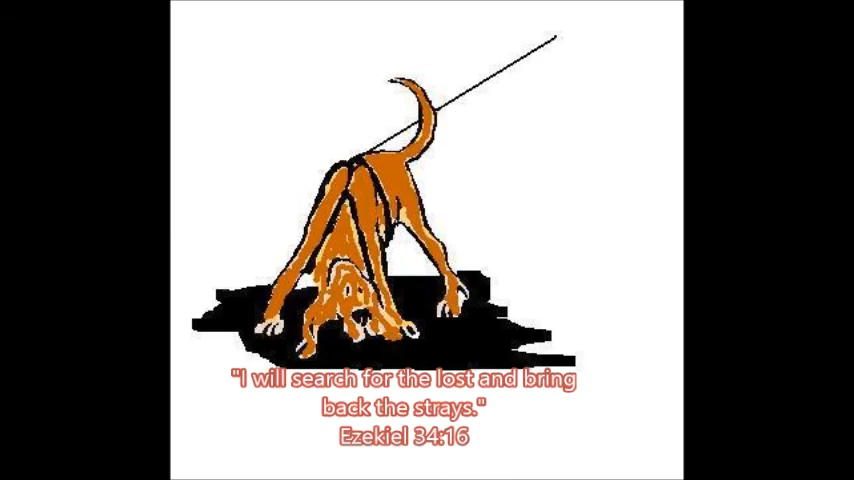 "I will search for the lost and bring
back the strays."
Ezekiel 34:16